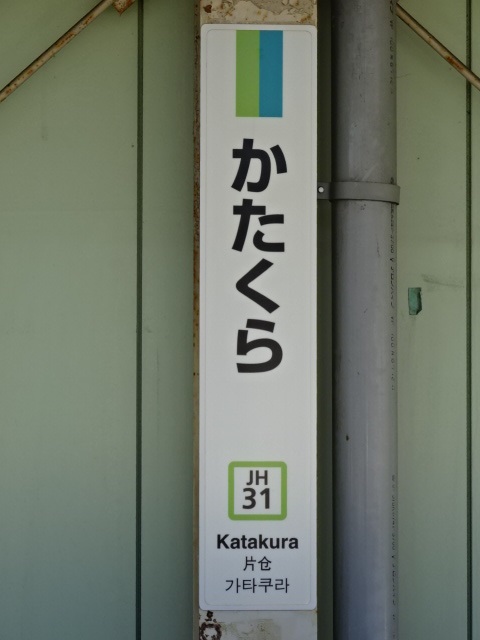 かたくら
JH
31
Katakura
片仓
가타쿠라